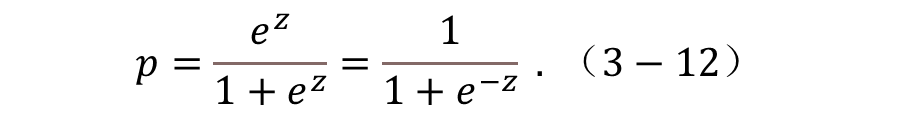 p = e^z / (1 + e^z) = 1 / (1 + e^{−z}) . （3 − 12）